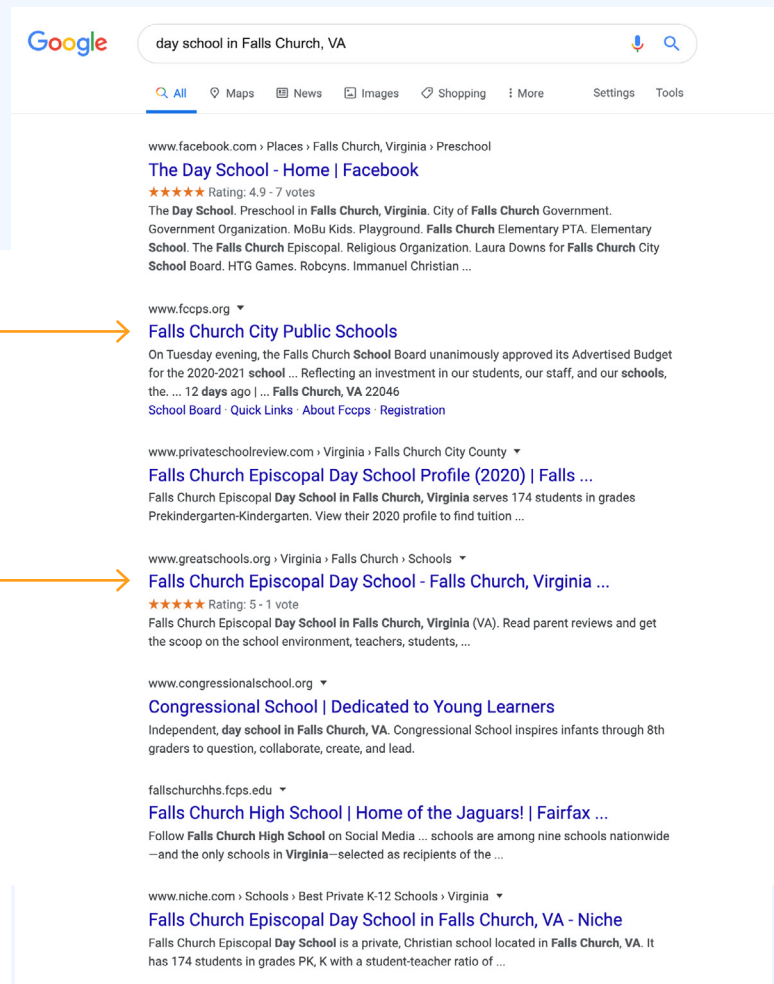 Google
day school in Falls Church, VA
All Maps News Images Shopping More Settings Tools
www.facebook.com › Places › Falls Church, Virginia › Preschool
The Day School - Home | Facebook
Rating: 4.9 - 7 votes
The Day School. Preschool in Falls Church, Virginia. City of Falls Church Government.
Government Organization. MoBu Kids. Playground. Falls Church Elementary PTA. Elementary
School. The Falls Church Episcopal. Religious Organization. Laura Downs for Falls Church City
School Board. HTG Games. Robcyns. Immanuel Christian ...
www.fccps.org
Falls Church City Public Schools
On Tuesday evening, the Falls Church School Board unanimously approved its Advertised Budget
for the 2020-2021 school ... Reflecting an investment in our students, our staff, and our schools,
the. ... 12 days ago | ... Falls Church, VA 22046
School Board · Quick Links · About Fccps · Registration
www.privateschoolreview.com › Virginia › Falls Church City County
Falls Church Episcopal Day School Profile (2020) | Falls ...
Falls Church Episcopal Day School in Falls Church, Virginia serves 174 students in grades
Prekindergarten-Kindergarten. View their 2020 profile to find tuition ...
www.greatschools.org › Virginia › Falls Church › Schools
Falls Church Episcopal Day School - Falls Church, Virginia ...
Rating: 5 - 1 vote
Falls Church Episcopal Day School in Falls Church, Virginia (VA). Read parent reviews and get
the scoop on the school environment, teachers, students, ...
www.congressionalschool.org
Congressional School | Dedicated to Young Learners
Independent, day school in Falls Church, VA. Congressional School inspires infants through 8th
graders to question, collaborate, create, and lead.
fallschurchhs.fcps.edu
Falls Church High School | Home of the Jaguars! | Fairfax ...
Follow Falls Church High School on Social Media ... schools are among nine schools nationwide
—and the only schools in Virginia—selected as recipients of the ...
www.niche.com › Schools › Best Private K-12 Schools › Virginia
Falls Church Episcopal Day School in Falls Church, VA - Niche
Falls Church Episcopal Day School is a private, Christian school located in Falls Church, VA. It
has 174 students in grades PK, K with a student-teacher ratio of ...